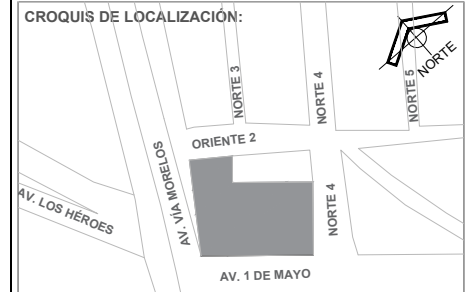 CROQUIS DE LOCALIZACIÓN:
NORTE
NORTE 3
NORTE 4
NORTE 5
ORIENTE 2
AV. VÍA MORELOS
AV. LOS HÉROES
NORTE 4
AV. 1 DE MAYO